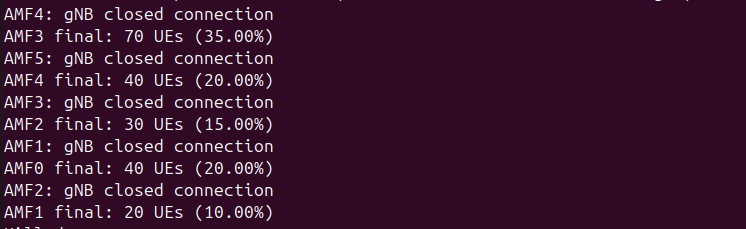 AMF4: gNB closed connection
AMF3 final: 70 UEs (35.00%)
AMF5: gNB closed connection
AMF4 final: 40 UEs (20.00%)
AMF3: gNB closed connection
AMF2 final: 30 UEs (15.00%)
AMF1: gNB closed connection
AMF0 final: 40 UEs (20.00%)
AMF2: gNB closed connection
AMF1 final: 20 UEs (10.00%)